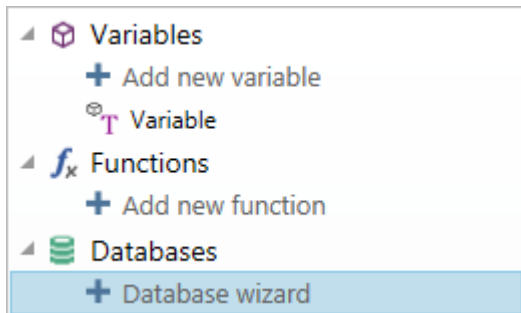 Variables
Add new variable
Variable
Functions
Add new function
Databases
Database wizard